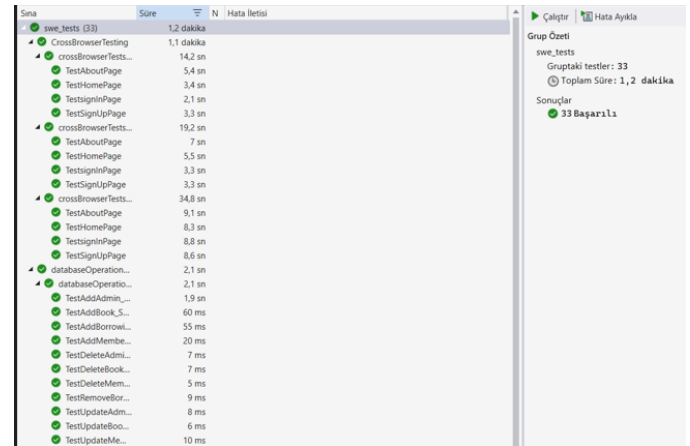 Sına Süre N Hata İletisi
swe_tests (33) 1,2 dakika
CrossBrowserTesting 1,1 dakika
crossBrowserTests... 14,2 sn
TestAboutPage 5,4 sn
TestHomePage 3,4 sn
TestsignInPage 2,1 sn
TestSignUpPage 3,3 sn
crossBrowserTests... 19,2 sn
TestAboutPage 7 sn
TestHomePage 5,5 sn
TestsignInPage 3,3 sn
TestSignUpPage 3,3 sn
crossBrowserTests... 34,8 sn
TestAboutPage 9,1 sn
TestHomePage 8,3 sn
TestsignInPage 8,8 sn
TestSignUpPage 8,6 sn
databaseOperation... 2,1 sn
databaseOperatio... 2,1 sn
TestAddAdmin_... 1,9 sn
TestAddBook_S... 60 ms
TestAddBorrowi... 55 ms
TestAddMembe... 20 ms
TestDeleteAdmi... 7 ms
TestDeleteBook... 7 ms
TestDeleteMem... 5 ms
TestRemoveBor... 9 ms
TestUpdateAdm... 8 ms
TestUpdateBoo... 6 ms
TestUpdateMe... 10 ms
Çalıştır Hata Ayıkla
Grup Özeti
swe_tests
Gruptaki testler: 33
Toplam Süre: 1,2 dakika
Sonuçlar
33 Başarılı